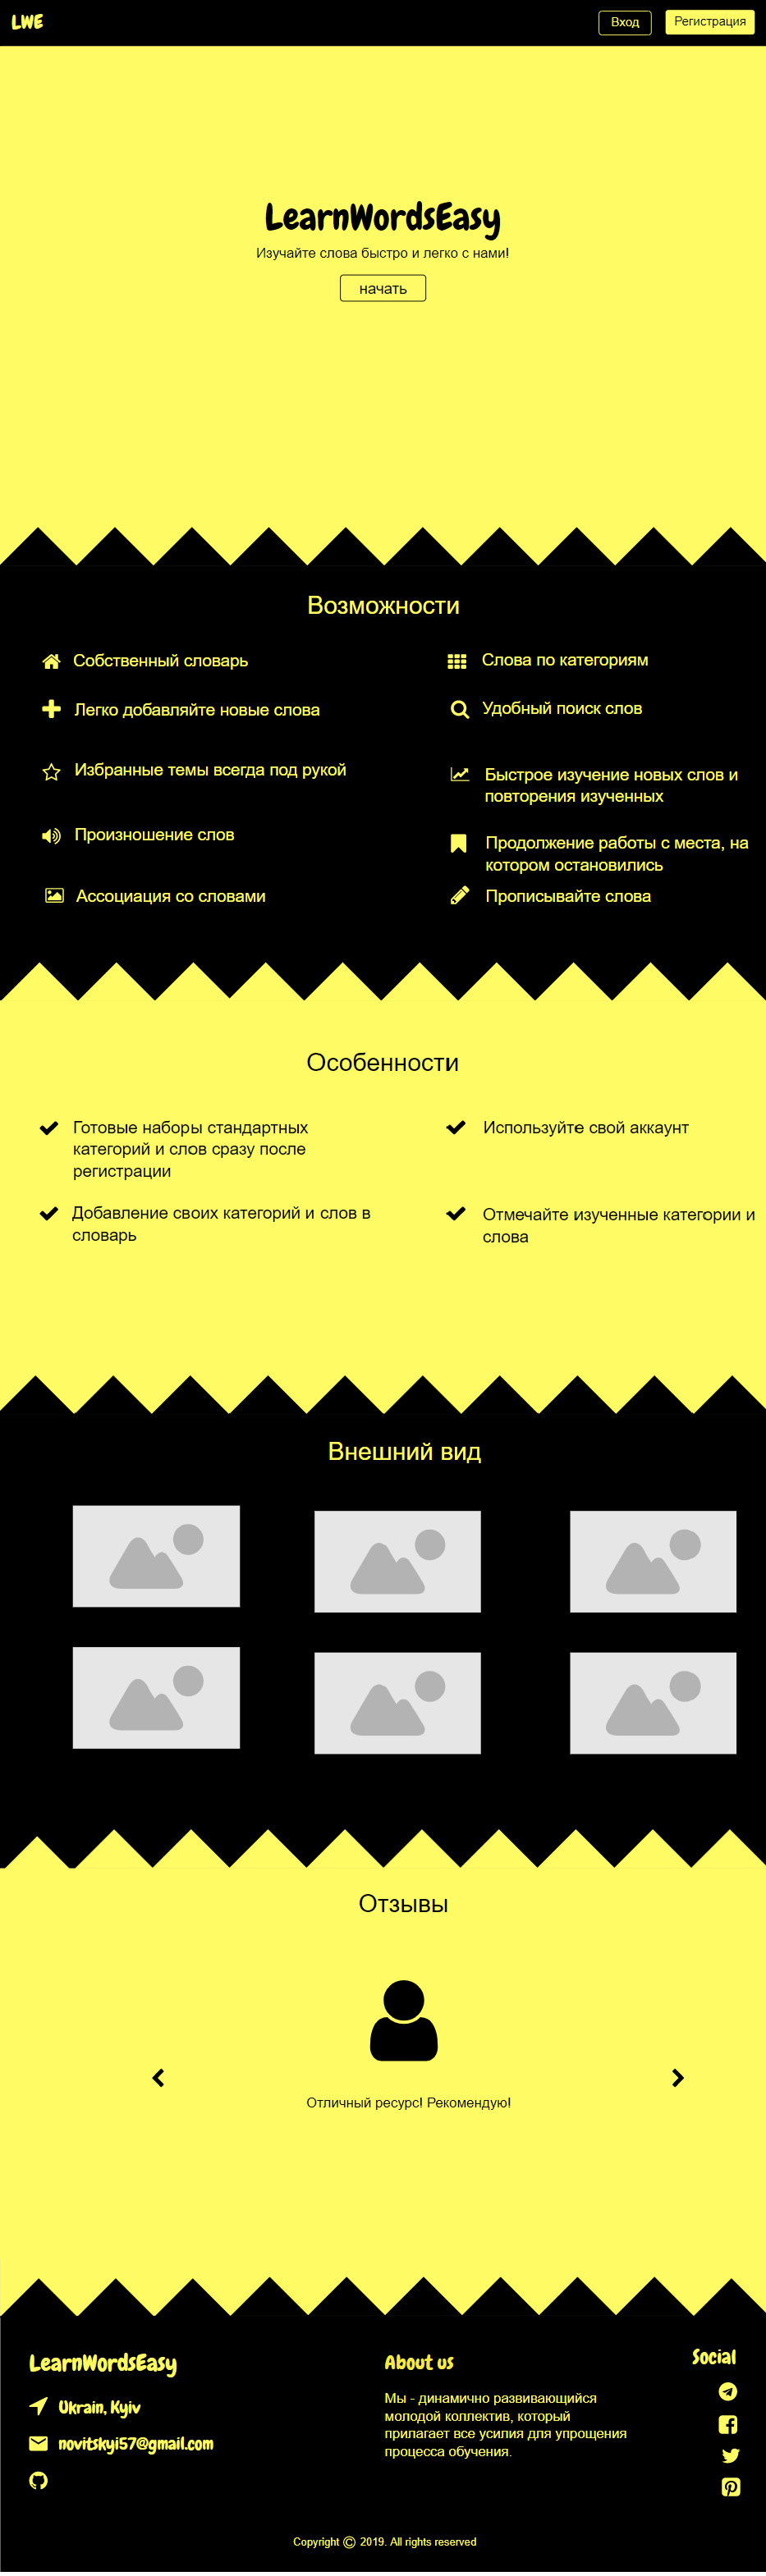 LWE
Вход
Регистрация
LearnWordsEasy
Изучайте слова быстро и легко с нами!
начать
Возможности
Собственный словарь
Слова по категориям
Легко добавляйте новые слова
Удобный поиск слов
Избранные темы всегда под рукой
Быстрое изучение новых слов и
повторения изученных
Произношение слов
Продолжение работы с места, на
котором остановились
Ассоциация со словами
Прописывайте слова
Особенности
Готовые наборы стандартных
категорий и слов сразу после
регистрации
Используйте свой аккаунт
Добавление своих категорий и слов в
словарь
Отмечайте изученные категории и
слова
Внешний вид
Отзывы
Отличный ресурс! Рекомендую!
LearnWordsEasy
Ukrain, Kyiv
novitskyi57@gmail.com
About us
Мы - динамично развивающийся
молодой коллектив, который
прилагает все усилия для упрощения
процесса обучения.
Social
Copyright © 2019. All rights reserved